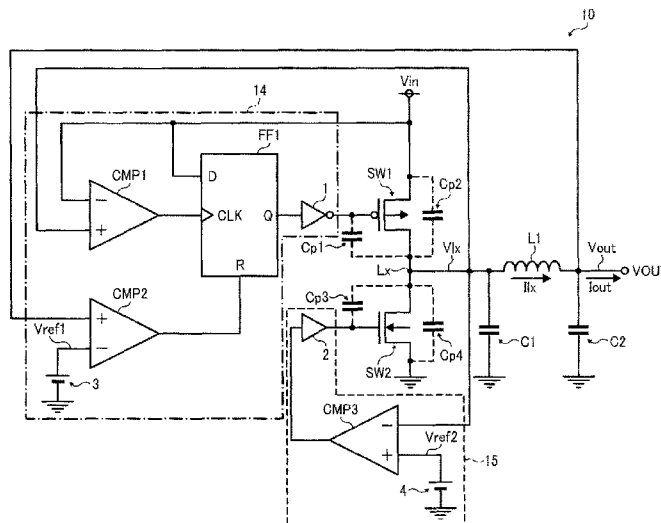 10
14
Vin
FF1
CMP1
D
CLK
Q
R
1
SW1
Cp2
Cp1
Lx
Vlx
L1
Ilx
Vout
Iout
VOUT
Cp3
CMP2
Vref1
3
2
SW2
Cp4
C1
C2
CMP3
Vref2
4
15